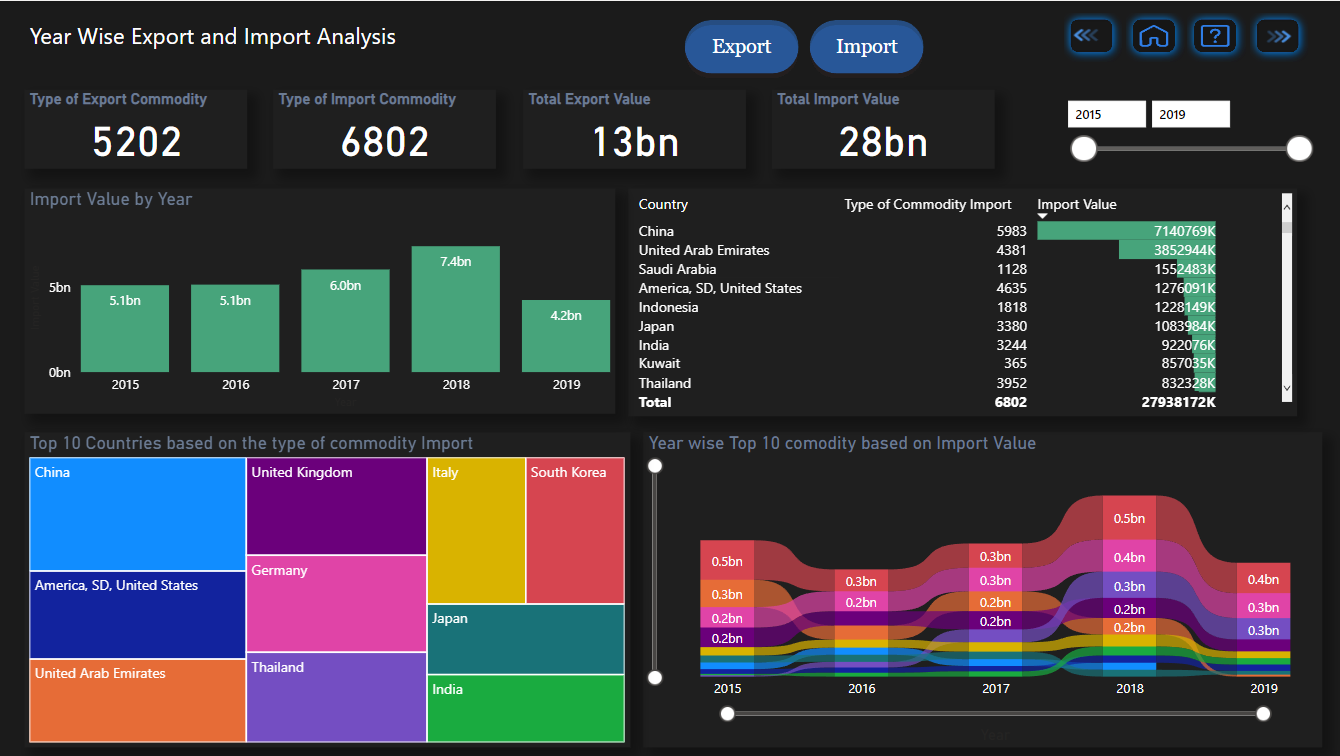 Year Wise Export and Import Analysis
Export
Import
?
2015
2019
Type of Export Commodity
5202
Type of Import Commodity
6802
Total Export Value
13bn
Total Import Value
28bn
Import Value by Year
5bn
0bn
5.1bn
5.1bn
6.0bn
7.4bn
4.2bn
2015 2016 2017 2018 2019
Country Type of Commodity Import Import Value
China 5983 7140769K
United Arab Emirates 4381 3852944K
Saudi Arabia 1128 1552483K
America, SD, United States 4635 1276091K
Indonesia 1818 1228149K
Japan 3380 1083984K
India 3244 922076K
Kuwait 365 857035K
Thailand 3952 832328K
Total 6802 27938172K
Top 10 Countries based on the type of commodity Import
China
America, SD, United States
United Arab Emirates
United Kingdom
Germany
Thailand
Italy
South Korea
Japan
India
Year wise Top 10 comodity based on Import Value
0.5bn
0.3bn
0.2bn
0.2bn
0.3bn
0.2bn
0.3bn
0.3bn
0.2bn
0.2bn
0.5bn
0.4bn
0.3bn
0.2bn
0.2bn
0.4bn
0.3bn
0.3bn
2015 2016 2017 2018 2019